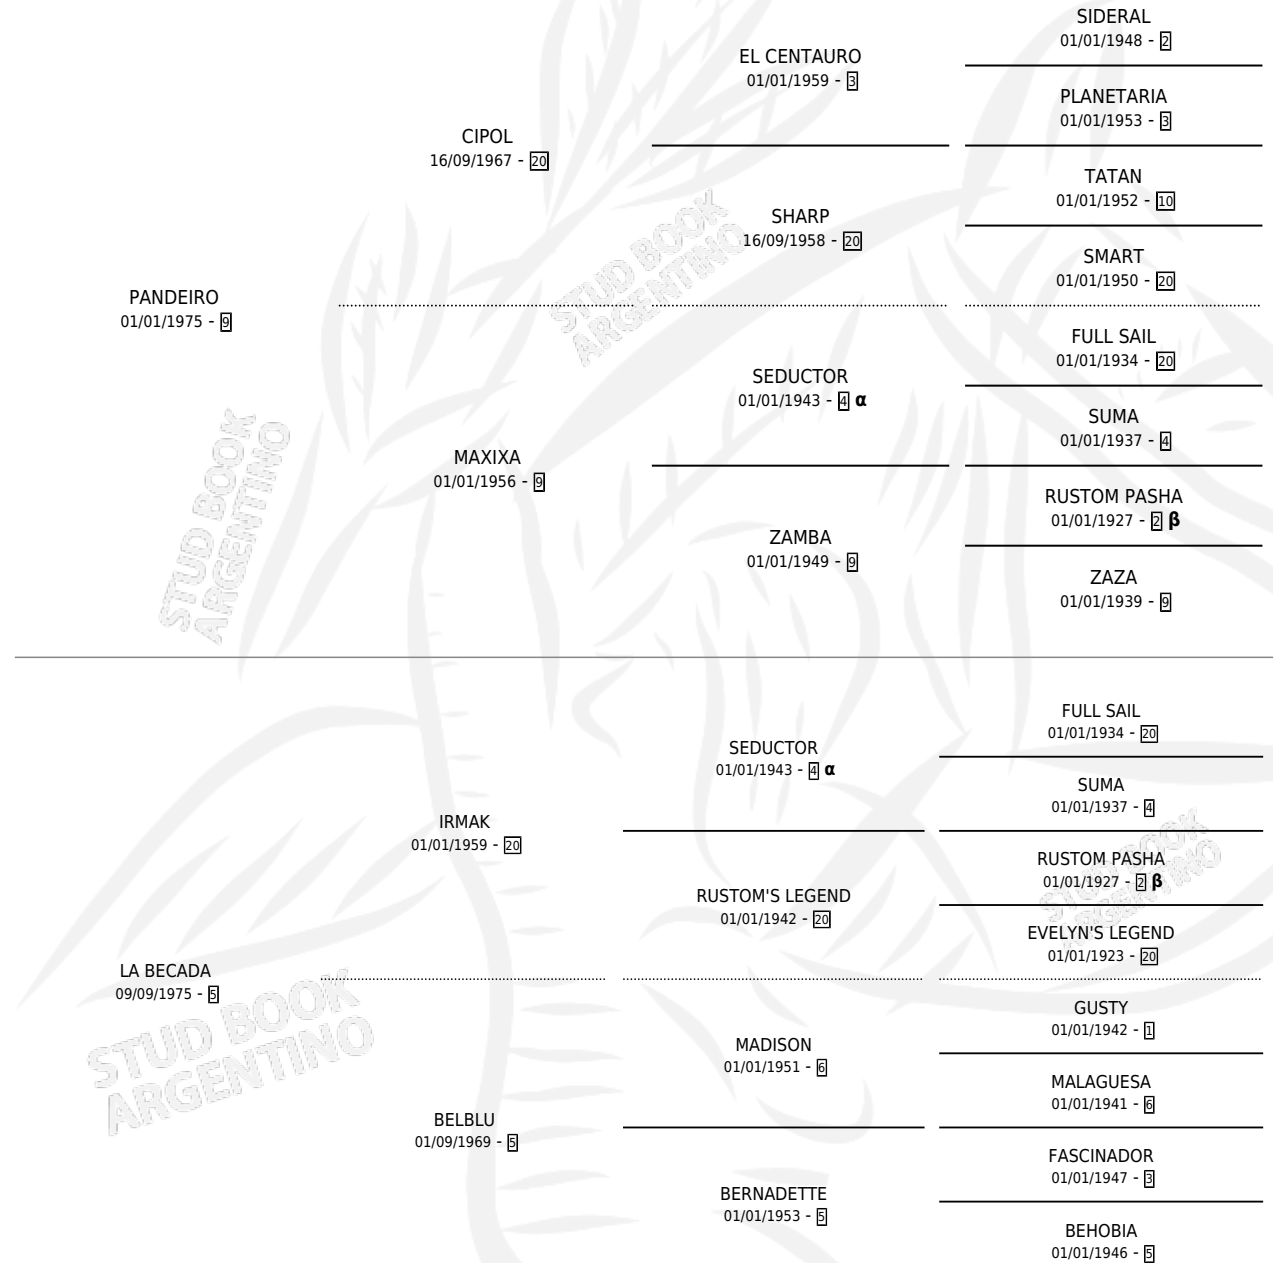 SIDERAL
01/01/1948 - 2
EL CENTAURO
01/01/1959 - 3
PLANETARIA
01/01/1953 - 3
CIPOL
16/09/1967 - 20
TATAN
01/01/1952 - 10
SHARP
16/09/1958 - 20
SMART
01/01/1950 - 20
PANDEIRO
01/01/1975 - 9
FULL SAIL
01/01/1934 - 20
SEDUCTOR
01/01/1943 - 4 α
SUMA
01/01/1937 - 4
MAXIXA
01/01/1956 - 9
RUSTOM PASHA
01/01/1927 - 2 β
ZAMBA
01/01/1949 - 9
ZAZA
01/01/1939 - 9
FULL SAIL
01/01/1934 - 20
SEDUCTOR
01/01/1943 - 4 α
SUMA
01/01/1937 - 4
IRMAK
01/01/1959 - 20
RUSTOM PASHA
01/01/1927 - 2 β
RUSTOM'S LEGEND
01/01/1942 - 20
EVELYN'S LEGEND
01/01/1923 - 20
LA BECADA
09/09/1975 - 5
GUSTY
01/01/1942 - 1
MADISON
01/01/1951 - 6
MALAGUESA
01/01/1941 - 6
BELBLU
01/09/1969 - 5
FASCINADOR
01/01/1947 - 3
BERNADETTE
01/01/1953 - 5
BEHOBIA
01/01/1946 - 5
STUD BOOK
ARGENTINO
STUD BOOK
ARGENTINO
STUD BOOK
ARGENTINO
STUD BOOK
ARGENTINO